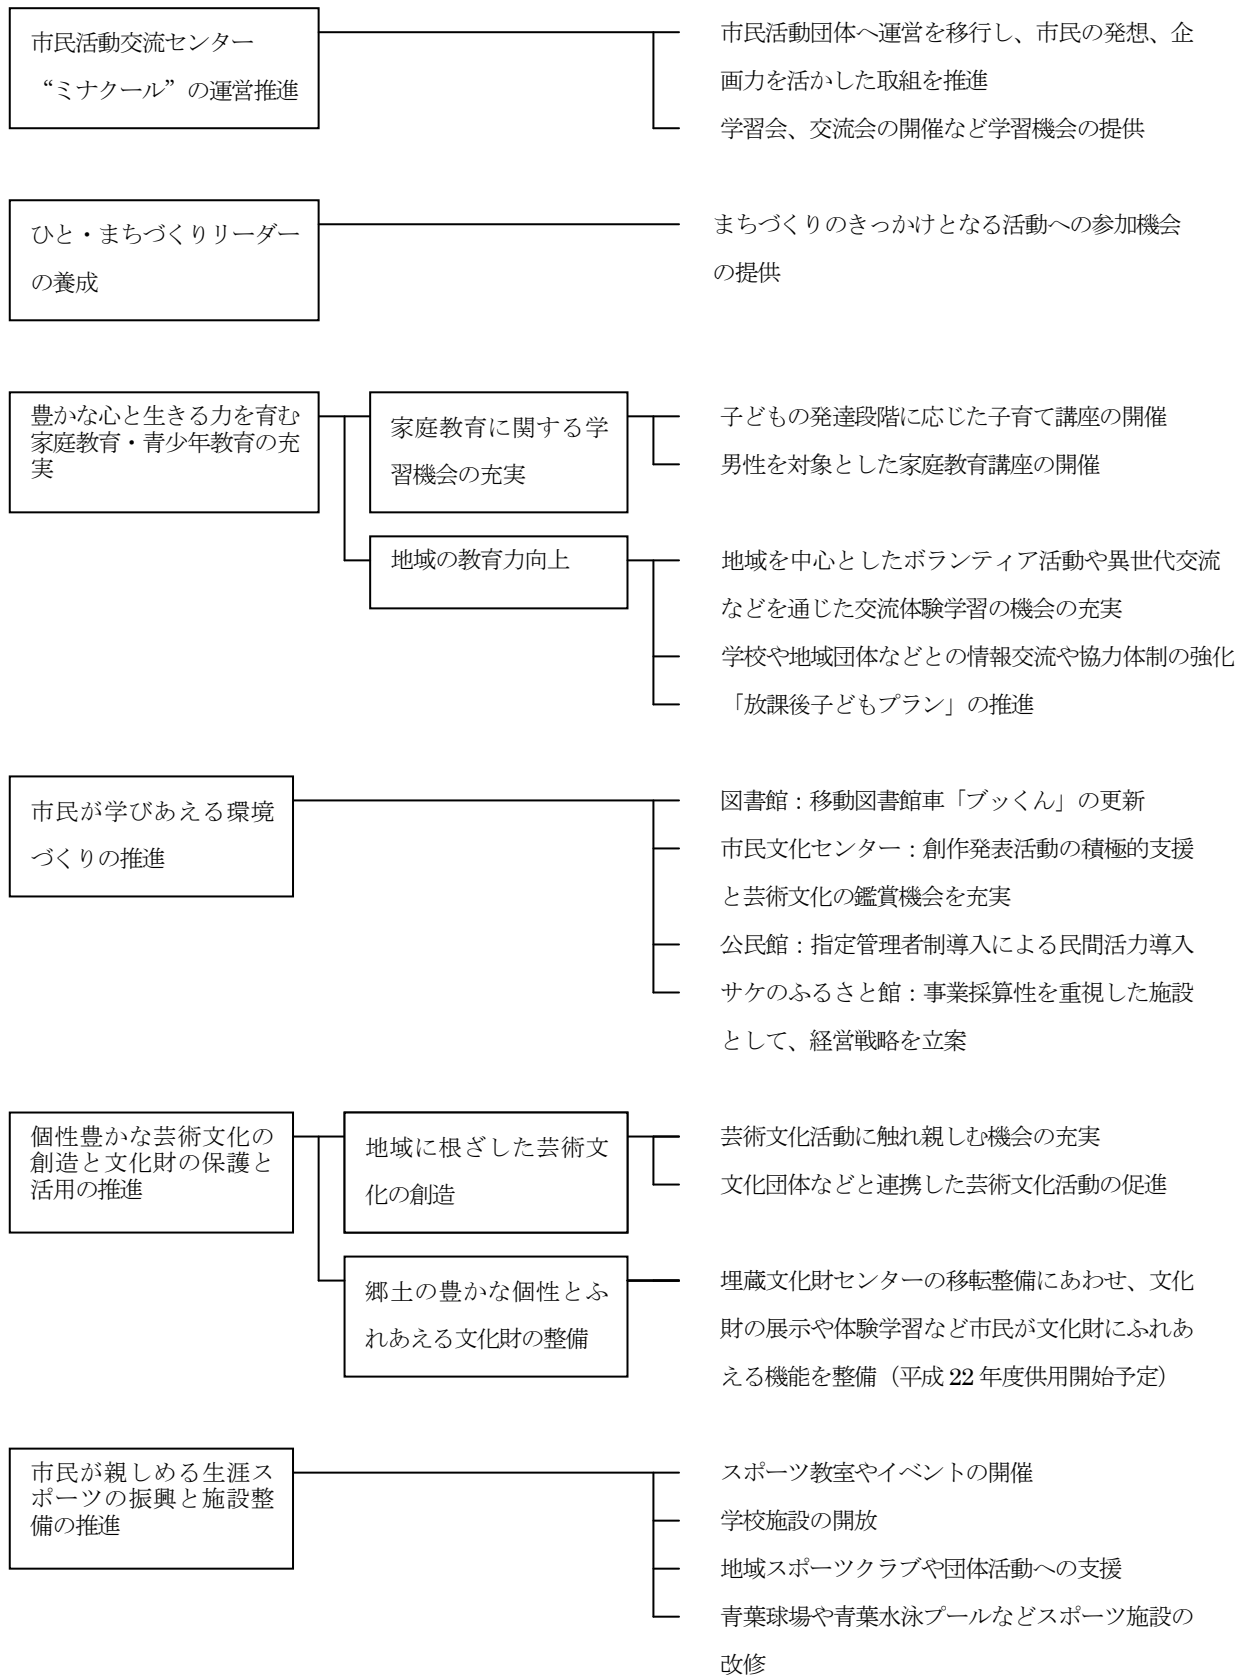 市民活動交流センター
“ミナクール”の運営推進
市民活動団体へ運営を移行し、市民の発想、企
画力を活かした取組を推進
学習会、交流会の開催など学習機会の提供
ひと・まちづくりリーダー
の養成
まちづくりのきっかけとなる活動への参加機会
の提供
豊かな心と生きる力を育む
家庭教育・青少年教育の充
実
家庭教育に関する学
習機会の充実
子どもの発達段階に応じた子育て講座の開催
男性を対象とした家庭教育講座の開催
地域の教育力向上
地域を中心としたボランティア活動や異世代交流
などを通じた交流体験学習の機会の充実
学校や地域団体などとの情報交流や協力体制の強化
「放課後子どもプラン」の推進
市民が学びあえる環境
づくりの推進
図書館：移動図書館車「ブッくん」の更新
市民文化センター：創作発表活動の積極的支援
と芸術文化の鑑賞機会を充実
公民館：指定管理者制導入による民間活力導入
サケのふるさと館：事業採算性を重視した施設
として、経営戦略を立案
個性豊かな芸術文化の
創造と文化財の保護と
活用の推進
地域に根ざした芸術文
化の創造
芸術文化活動に触れ親しむ機会の充実
文化団体などと連携した芸術文化活動の促進
郷土の豊かな個性とふ
れあえる文化財の整備
埋蔵文化財センターの移転整備にあわせ、文化
財の展示や体験学習など市民が文化財にふれあ
える機能を整備（平成 22 年度供用開始予定）
市民が親しめる生涯ス
ポーツの振興と施設整
備の推進
スポーツ教室やイベントの開催
学校施設の開放
地域スポーツクラブや団体活動への支援
青葉球場や青葉水泳プールなどスポーツ施設の
改修